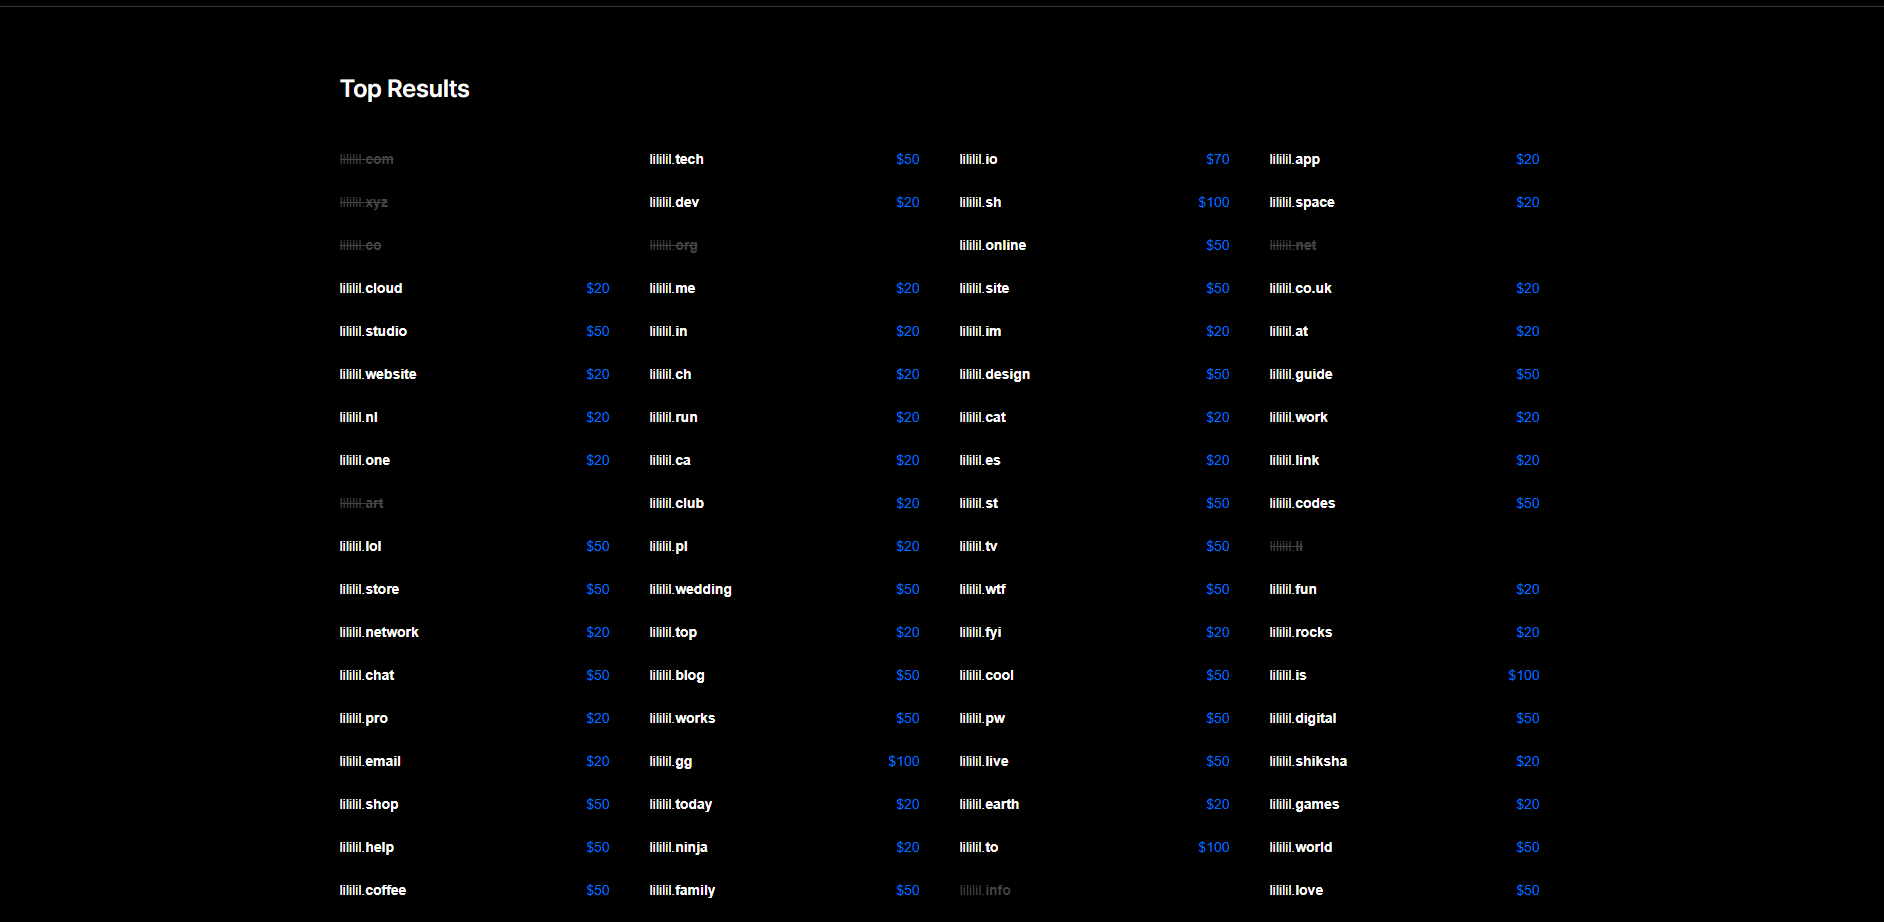 Top Results
lililil.com lililil.tech $50 lililil.io $70 lililil.app $20
lililil.xyz lililil.dev $20 lililil.sh $100 lililil.space $20
lililil.co lililil.org lililil.online $50 lililil.net
lililil.cloud $20 lililil.me $20 lililil.site $50 lililil.co.uk $20
lililil.studio $50 lililil.in $20 lililil.im $20 lililil.at $20
lililil.website $20 lililil.ch $20 lililil.design $50 lililil.guide $50
lililil.nl $20 lililil.run $20 lililil.cat $20 lililil.work $20
lililil.one $20 lililil.ca $20 lililil.es $20 lililil.link $20
lililil.art lililil.club $20 lililil.st $50 lililil.codes $50
lililil.lol $50 lililil.pl $20 lililil.tv $50 lililil.li
lililil.store $50 lililil.wedding $50 lililil.wtf $50 lililil.fun $20
lililil.network $20 lililil.top $20 lililil.fyi $20 lililil.rocks $20
lililil.chat $50 lililil.blog $50 lililil.cool $50 lililil.is $100
lililil.pro $20 lililil.works $50 lililil.pw $50 lililil.digital $50
lililil.email $20 lililil.gg $100 lililil.live $50 lililil.shiksha $20
lililil.shop $50 lililil.today $20 lililil.earth $20 lililil.games $20
lililil.help $50 lililil.ninja $20 lililil.to $100 lililil.world $50
lililil.coffee $50 lililil.family $50 lililil.info lililil.love $50